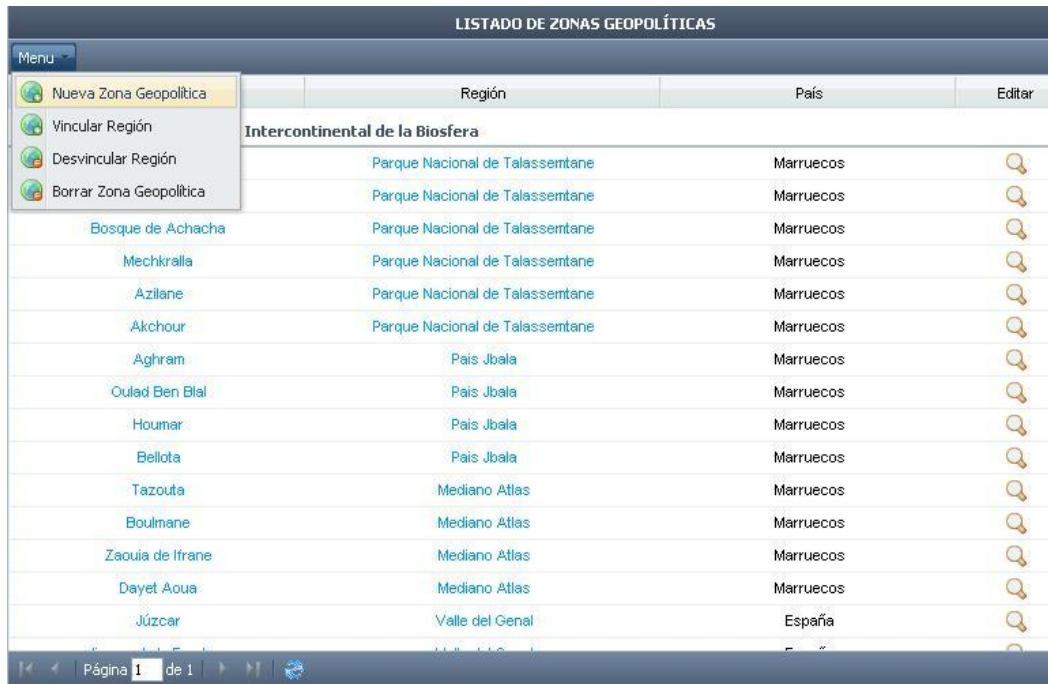 LISTADO DE ZONAS GEOPOLÍTICAS
Menu
Región País Editar
Nueva Zona Geopolítica
Vincular Región
Desvincular Región
Borrar Zona Geopolítica
Intercontinental de la Biosfera
Parque Nacional de Talassemtane Marruecos
Parque Nacional de Talassemtane Marruecos
Bosque de Achacha Parque Nacional de Talassemtane Marruecos
Mechkralla Parque Nacional de Talassemtane Marruecos
Azilane Parque Nacional de Talassemtane Marruecos
Akchour Parque Nacional de Talassemtane Marruecos
Aghram Pais Jbala Marruecos
Oulad Ben Blal Pais Jbala Marruecos
Houmar Pais Jbala Marruecos
Bellota Pais Jbala Marruecos
Tazouta Mediano Atlas Marruecos
Boulmane Mediano Atlas Marruecos
Zaouia de Ifrane Mediano Atlas Marruecos
Dayet Aoua Mediano Atlas Marruecos
Júzcar Valle del Genal España
Página 1 de 1